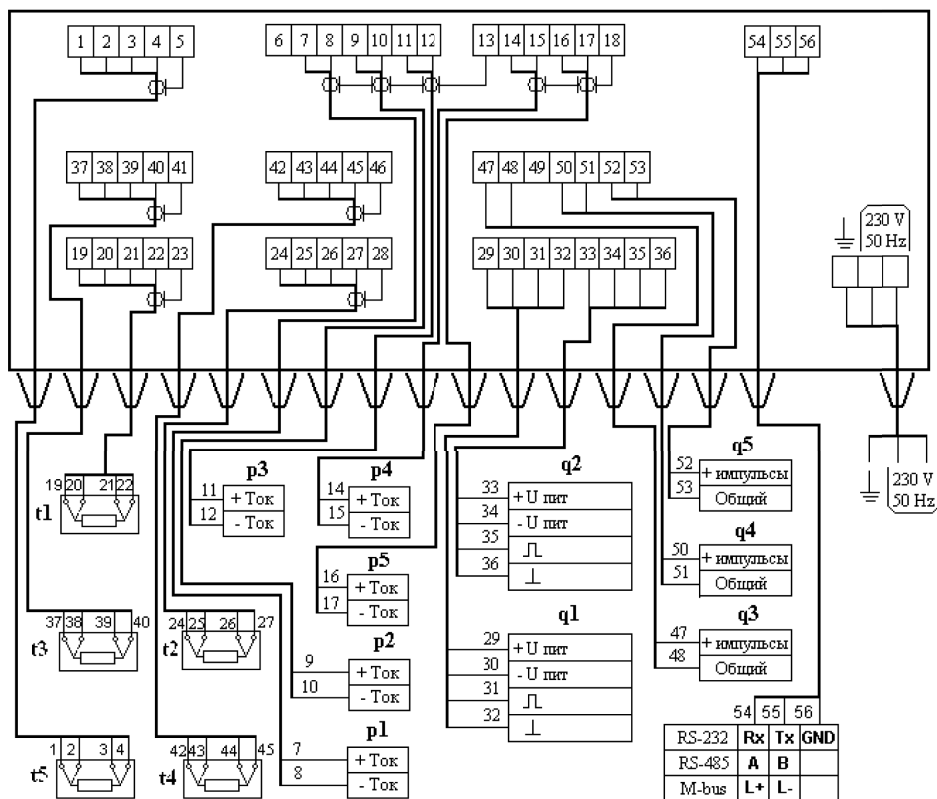 1 2 3 4 5 6 7 8 9 10 11 12 13 14 15 16 17 18 54 55 56
37 38 39 40 41 42 43 44 45 46 47 48 49 50 51 52 53
19 20 21 22 23 24 25 26 27 28 29 30 31 32 33 34 35 36
230 V
50 Hz
19 20 21 22
t1
p3
11 + Ток
12 - Ток
p4
14 + Ток
15 - Ток
q2
33 + U пит
34 - U пит
35
36
q5
52 + импульсы
53 Общий
230 V
50 Hz
q4
50 + импульсы
51 Общий
p5
16 + Ток
17 - Ток
37 38 39 40
t3
24 25 26 27
t2
p2
9 + Ток
10 - Ток
q1
29 + U пит
30 - U пит
31
32
q3
47 + импульсы
48 Общий
1 2 3 4
t5
42 43 44 45
t4
p1
7 + Ток
8 - Ток
54 55 56
RS-232 Rx Tx GND
RS-485 A B
M-bus L+ L-